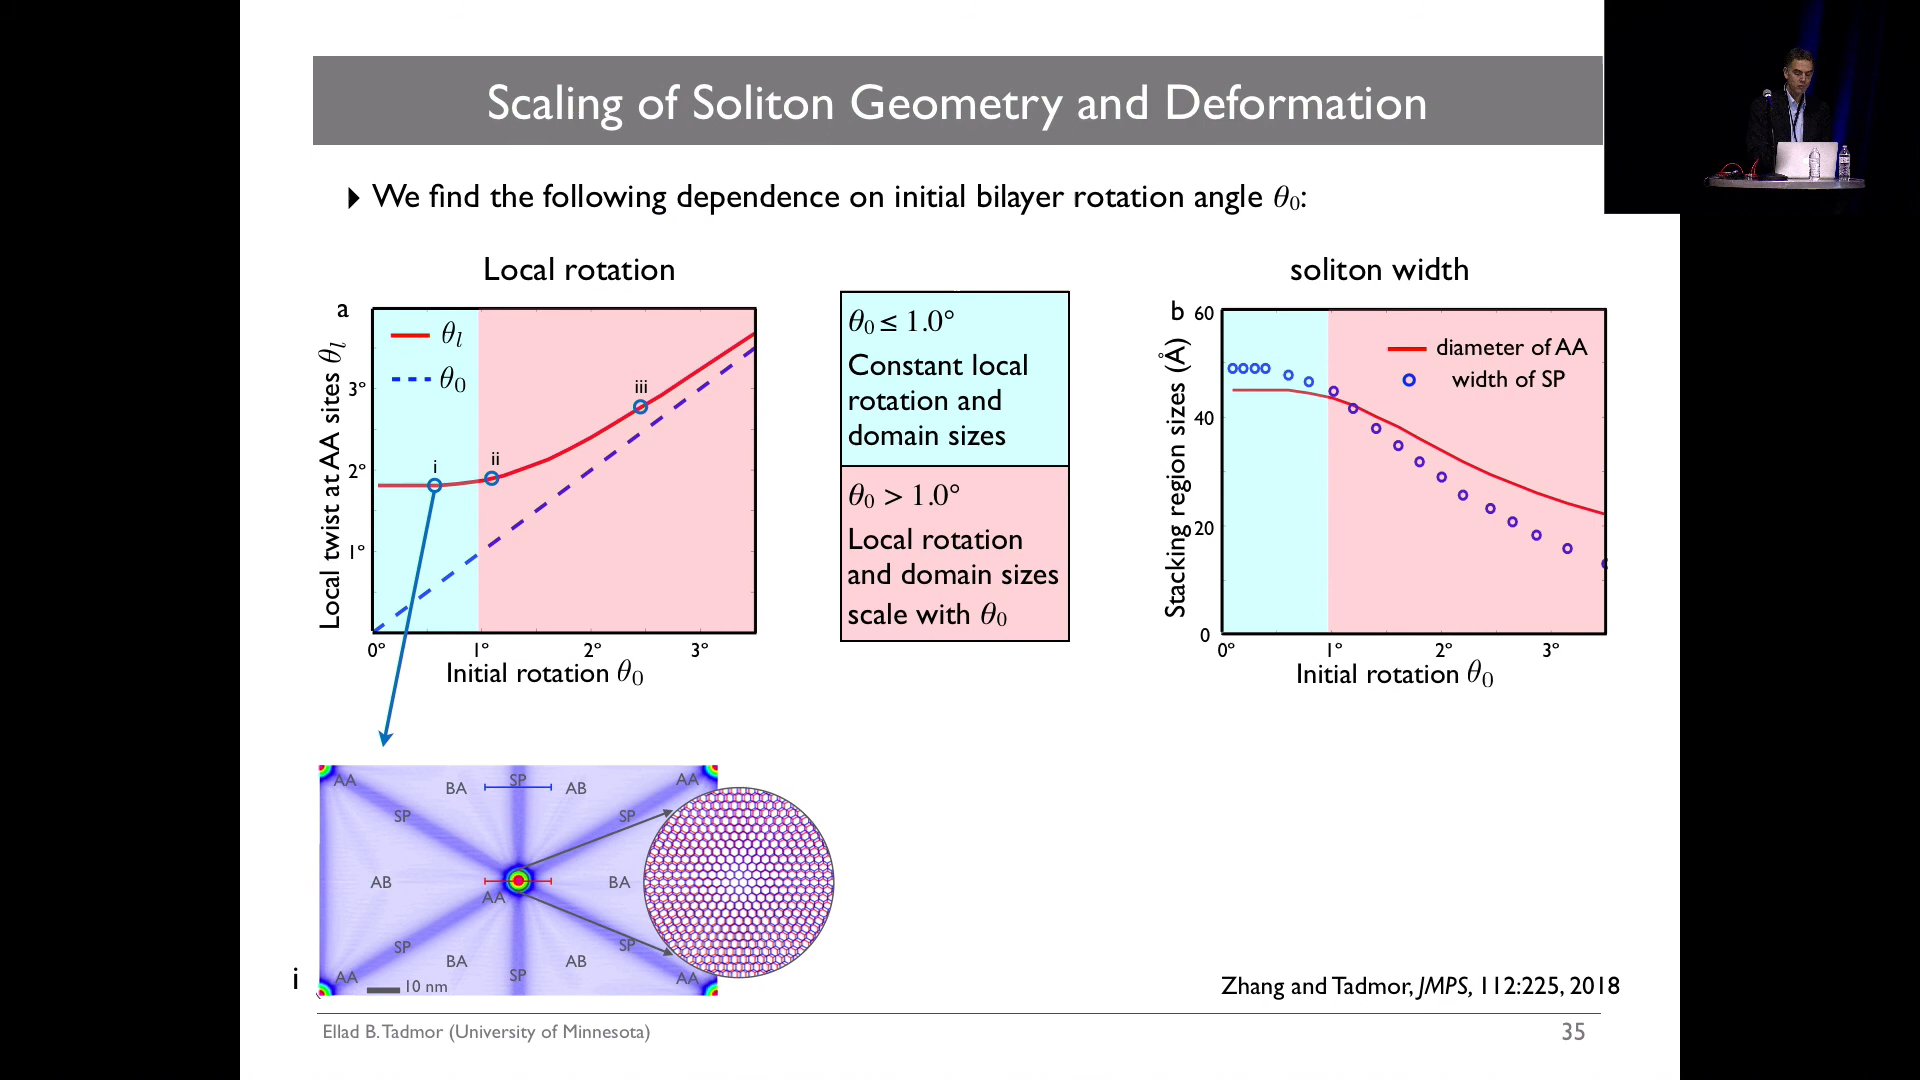 Scaling of Soliton Geometry and Deformation
We find the following dependence on initial bilayer rotation angle θ₀:
Local rotation
a
θₗ
θ₀
Local twist at AA sites θₗ
3°
2°
1°
i
ii
iii
0° 1° 2° 3°
Initial rotation θ₀
θ₀ ≤ 1.0°
Constant local
rotation and
domain sizes
θ₀ > 1.0°
Local rotation
and domain sizes
scale with θ₀
soliton width
b
diameter of AA
width of SP
Stacking region sizes (Å)
60
40
20
0
0° 1° 2° 3°
Initial rotation θ₀
AA BA SP AB AA
SP SP
AB BA
AA
SP SP
BA AB
AA SP AA
10 nm
i
Zhang and Tadmor, JMPS, 112:225, 2018
Ellad B. Tadmor (University of Minnesota)
35